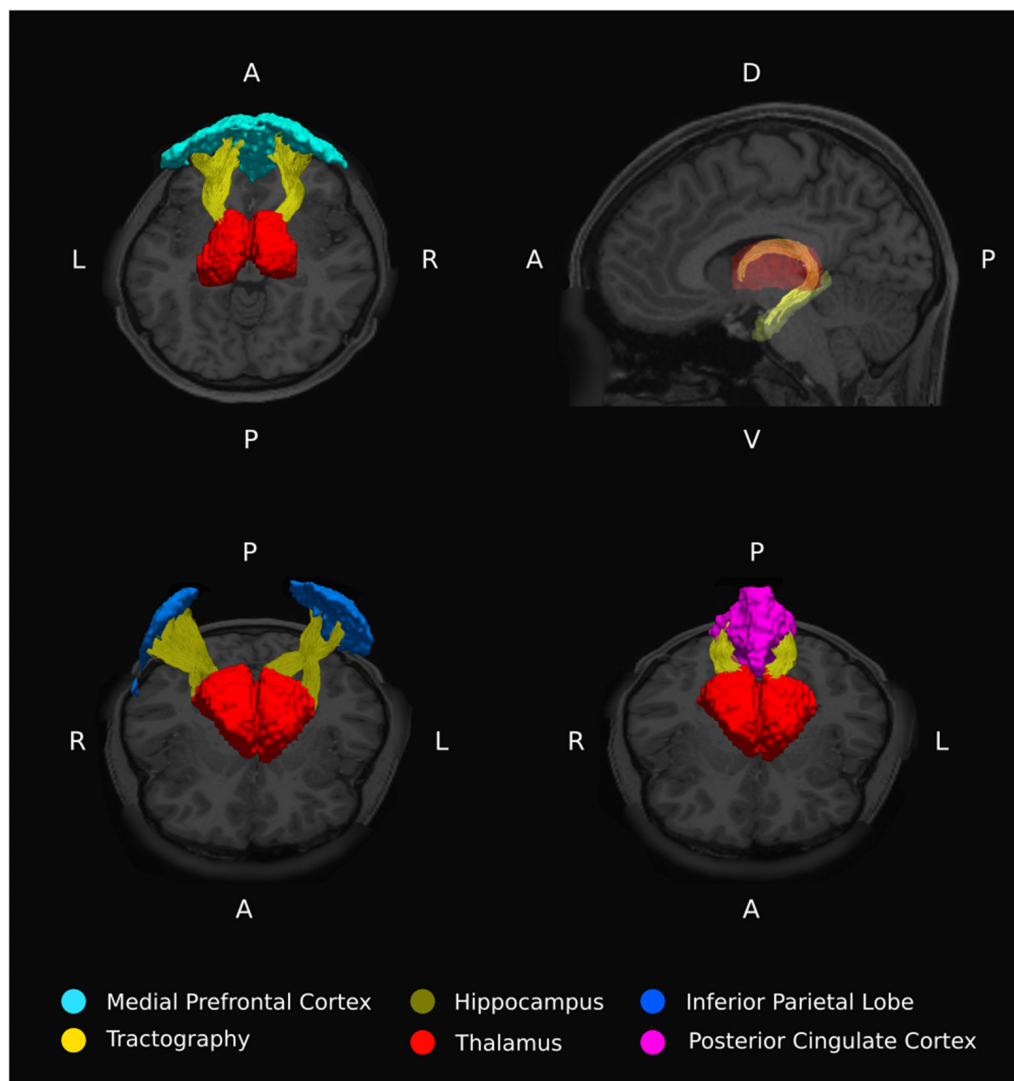 A
D
L
R
A
P
P
V
P
P
R
L
R
L
A
A
Medial Prefrontal Cortex
Hippocampus
Inferior Parietal Lobe
Tractography
Thalamus
Posterior Cingulate Cortex